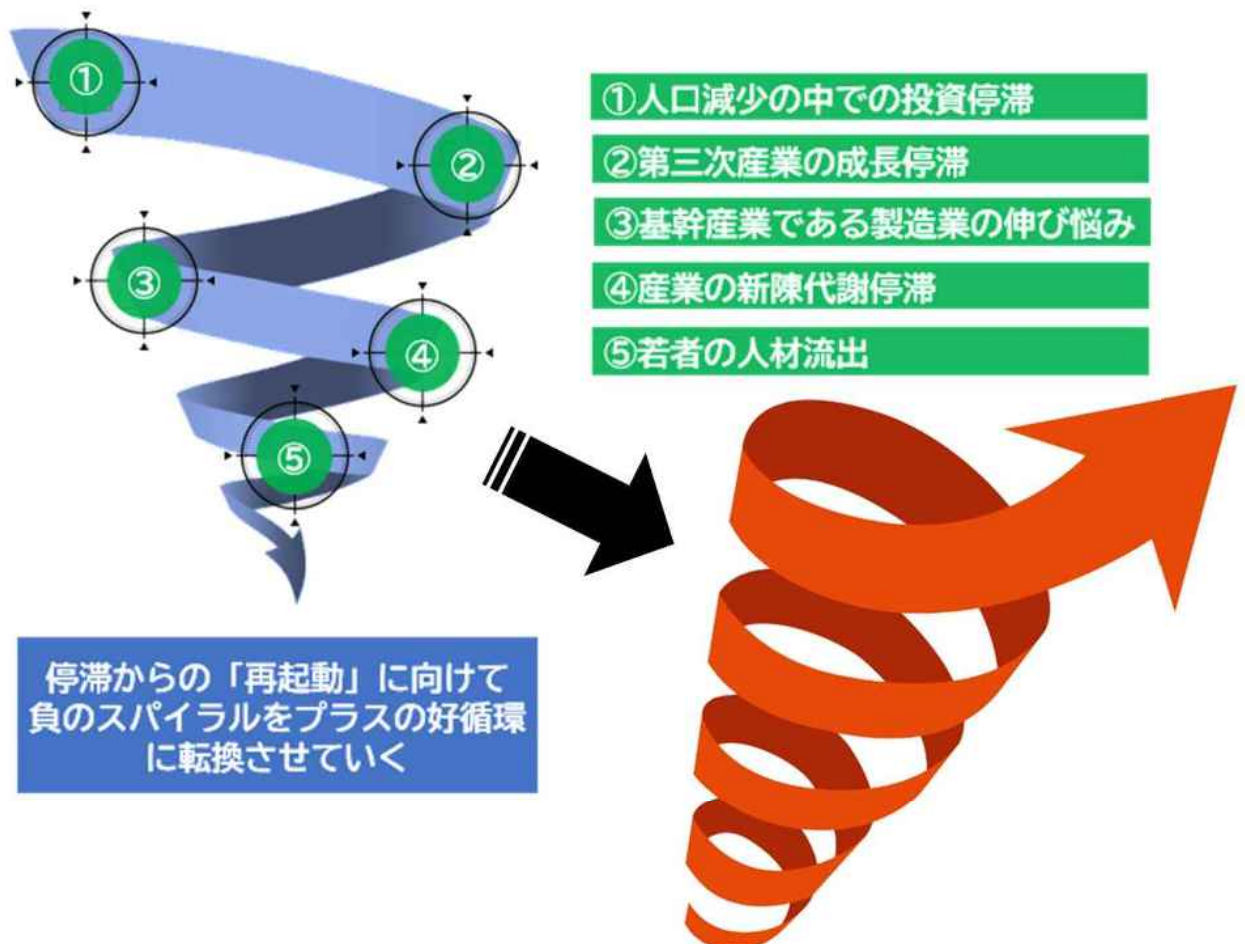 ①
②
③
④
⑤
①人口減少の中での投資停滞
②第三次産業の成長停滞
③基幹産業である製造業の伸び悩み
④産業の新陳代謝停滞
⑤若者の人材流出
停滞からの「再起動」に向けて
負のスパイラルをプラスの好循環
に転換させていく